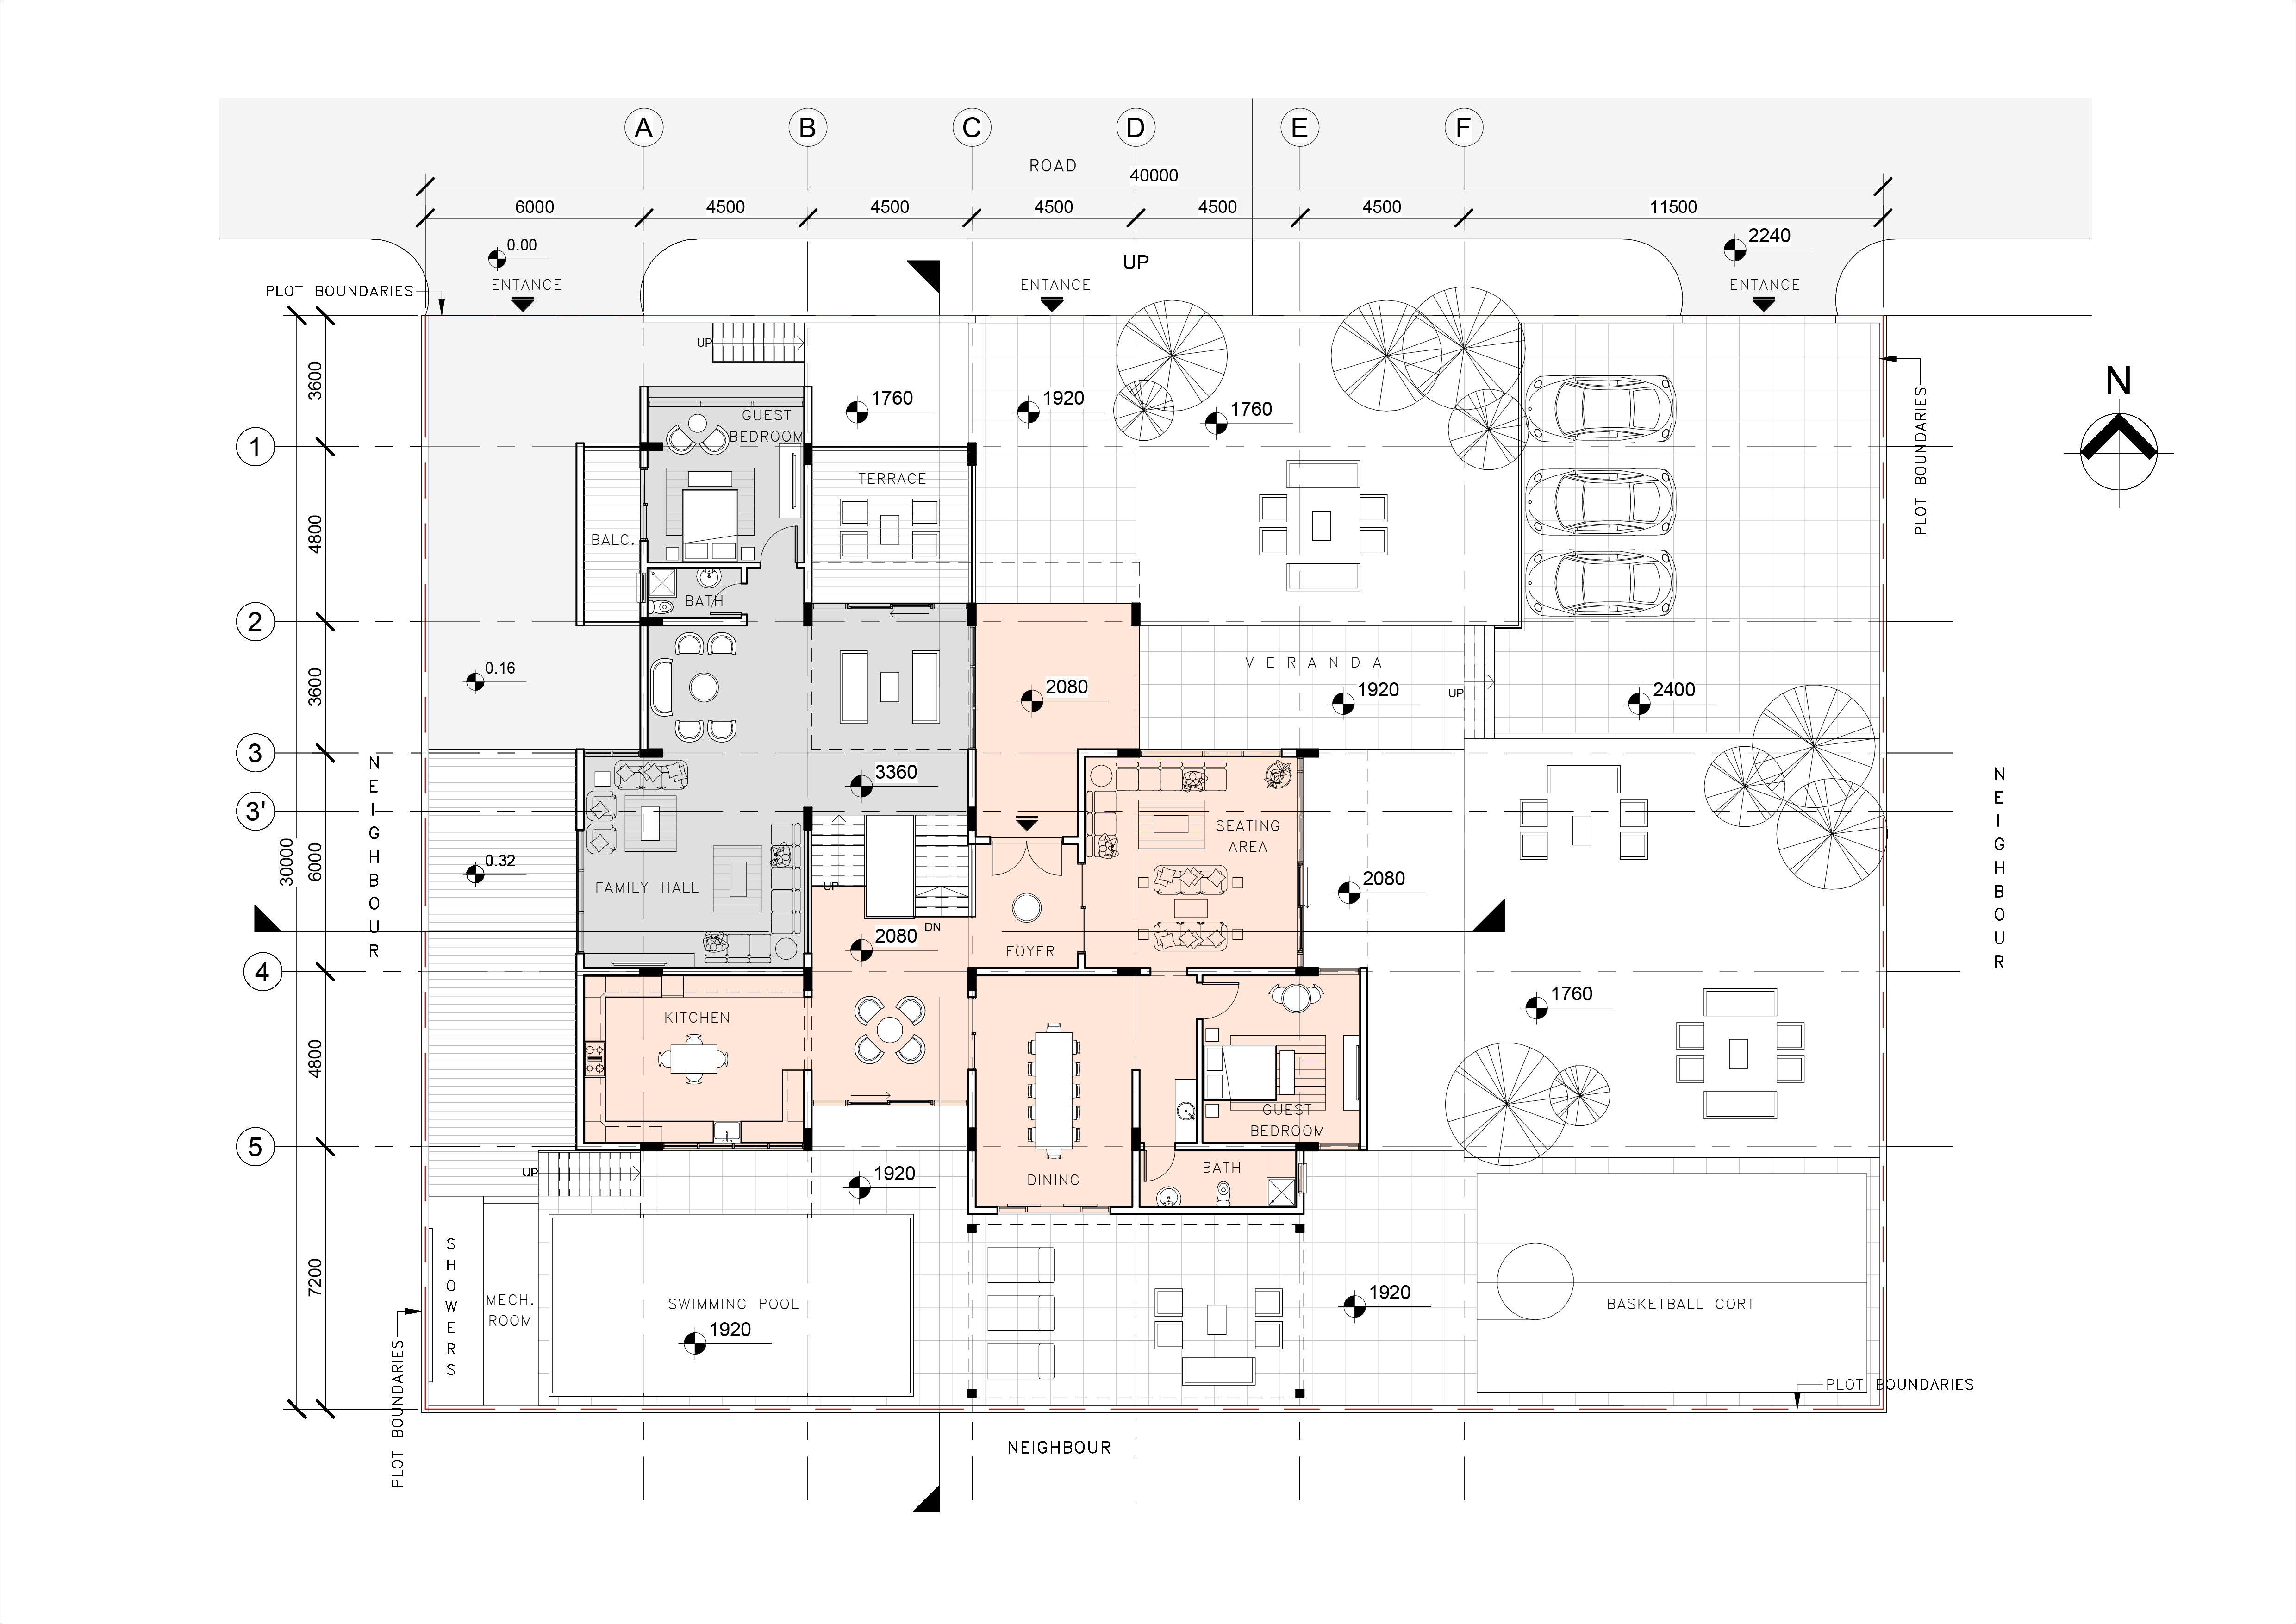 A B C D E F
ROAD
40000
6000 4500 4500 4500 4500 4500 11500
0.00
2240
UP
ENTANCE ENTANCE ENTANCE
PLOT BOUNDARIES
UP
3600
PLOT BOUNDARIES
N
1760 1920 1760
GUEST
BEDROOM
1
TERRACE
4800
BALC.
BATH
2
VERANDA
0.16
3600
2080 1920 UP 2400
3
NEIGHBOUR
3360
NEIGHBOUR
3'
SEATING
AREA
30000
6000
0.32
FAMILY HALL
UP
2080
DN
2080
FOYER
4
1760
KITCHEN
4800
GUEST
BEDROOM
5
UP
1920
DINING
BATH
SHOWERS
7200
MECH.
ROOM
SWIMMING POOL
1920
1920
BASKETBALL CORT
PLOT BOUNDARIES
PLOT BOUNDARIES
NEIGHBOUR